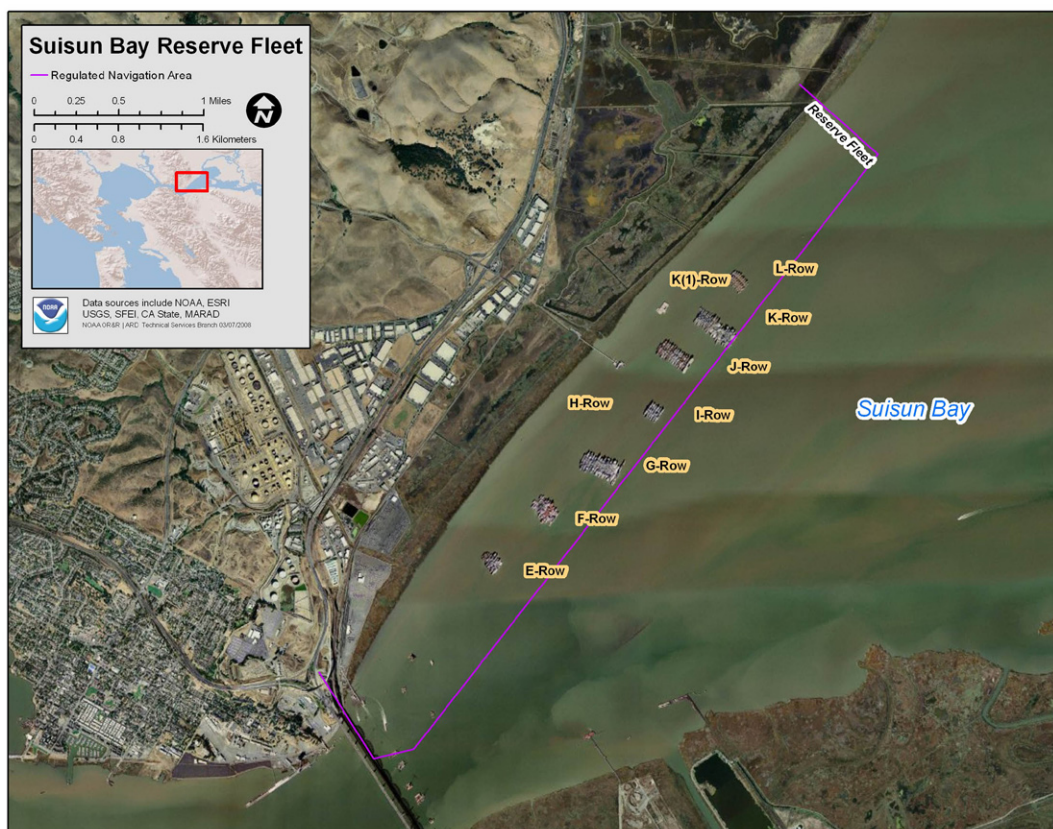 Suisun Bay Reserve Fleet
Regulated Navigation Area
0 0.25 0.5 1 Miles
0 0.4 0.8 1.6 Kilometers
N
noaa
Data sources include NOAA, ESRI
USGS, SFEI, CA State, MARAD
NOAA OR&R | ARD Technical Services Branch 03/07/2008
Reserve Fleet
L-Row
K(1)-Row
K-Row
J-Row
H-Row
I-Row
Suisun Bay
G-Row
F-Row
E-Row